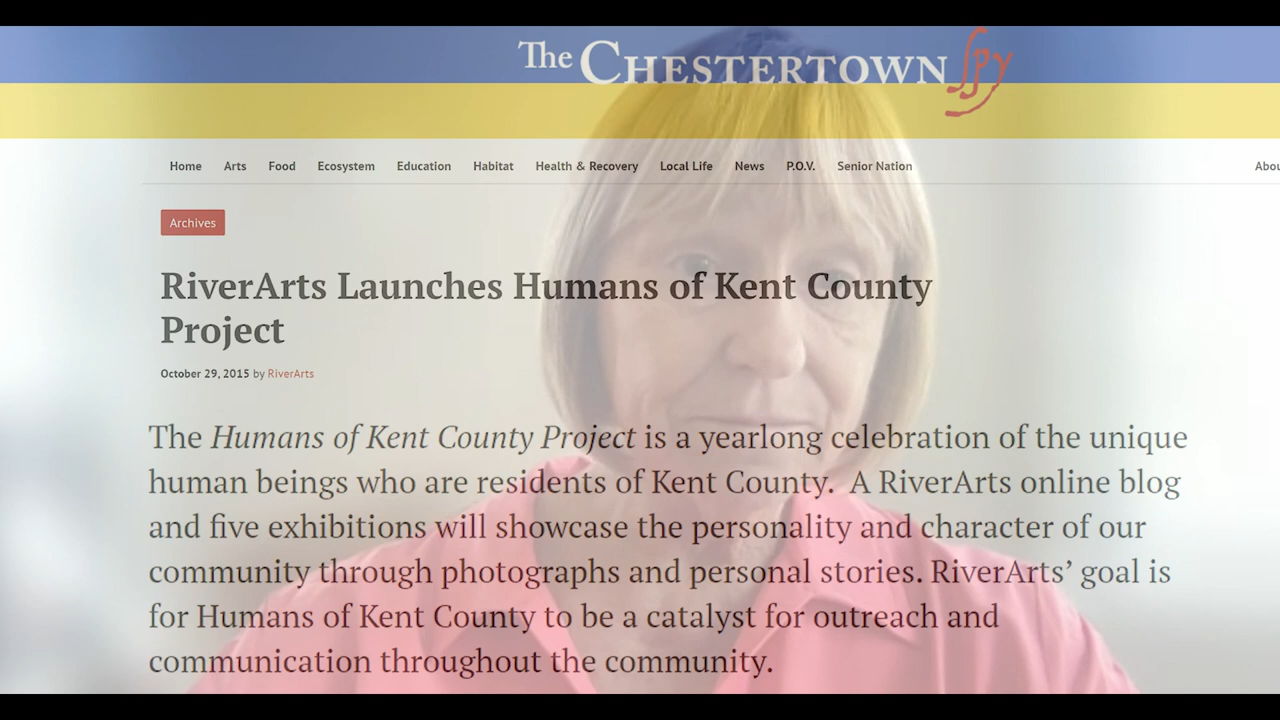 The CHESTERTOWN Spy
Home Arts Food Ecosystem Education Habitat Health & Recovery Local Life News P.O.V. Senior Nation Abou
Archives
RiverArts Launches Humans of Kent County
Project
October 29, 2015 by RiverArts
The Humans of Kent County Project is a yearlong celebration of the unique
human beings who are residents of Kent County.  A RiverArts online blog
and five exhibitions will showcase the personality and character of our
community through photographs and personal stories. RiverArts’ goal is
for Humans of Kent County to be a catalyst for outreach and
communication throughout the community.